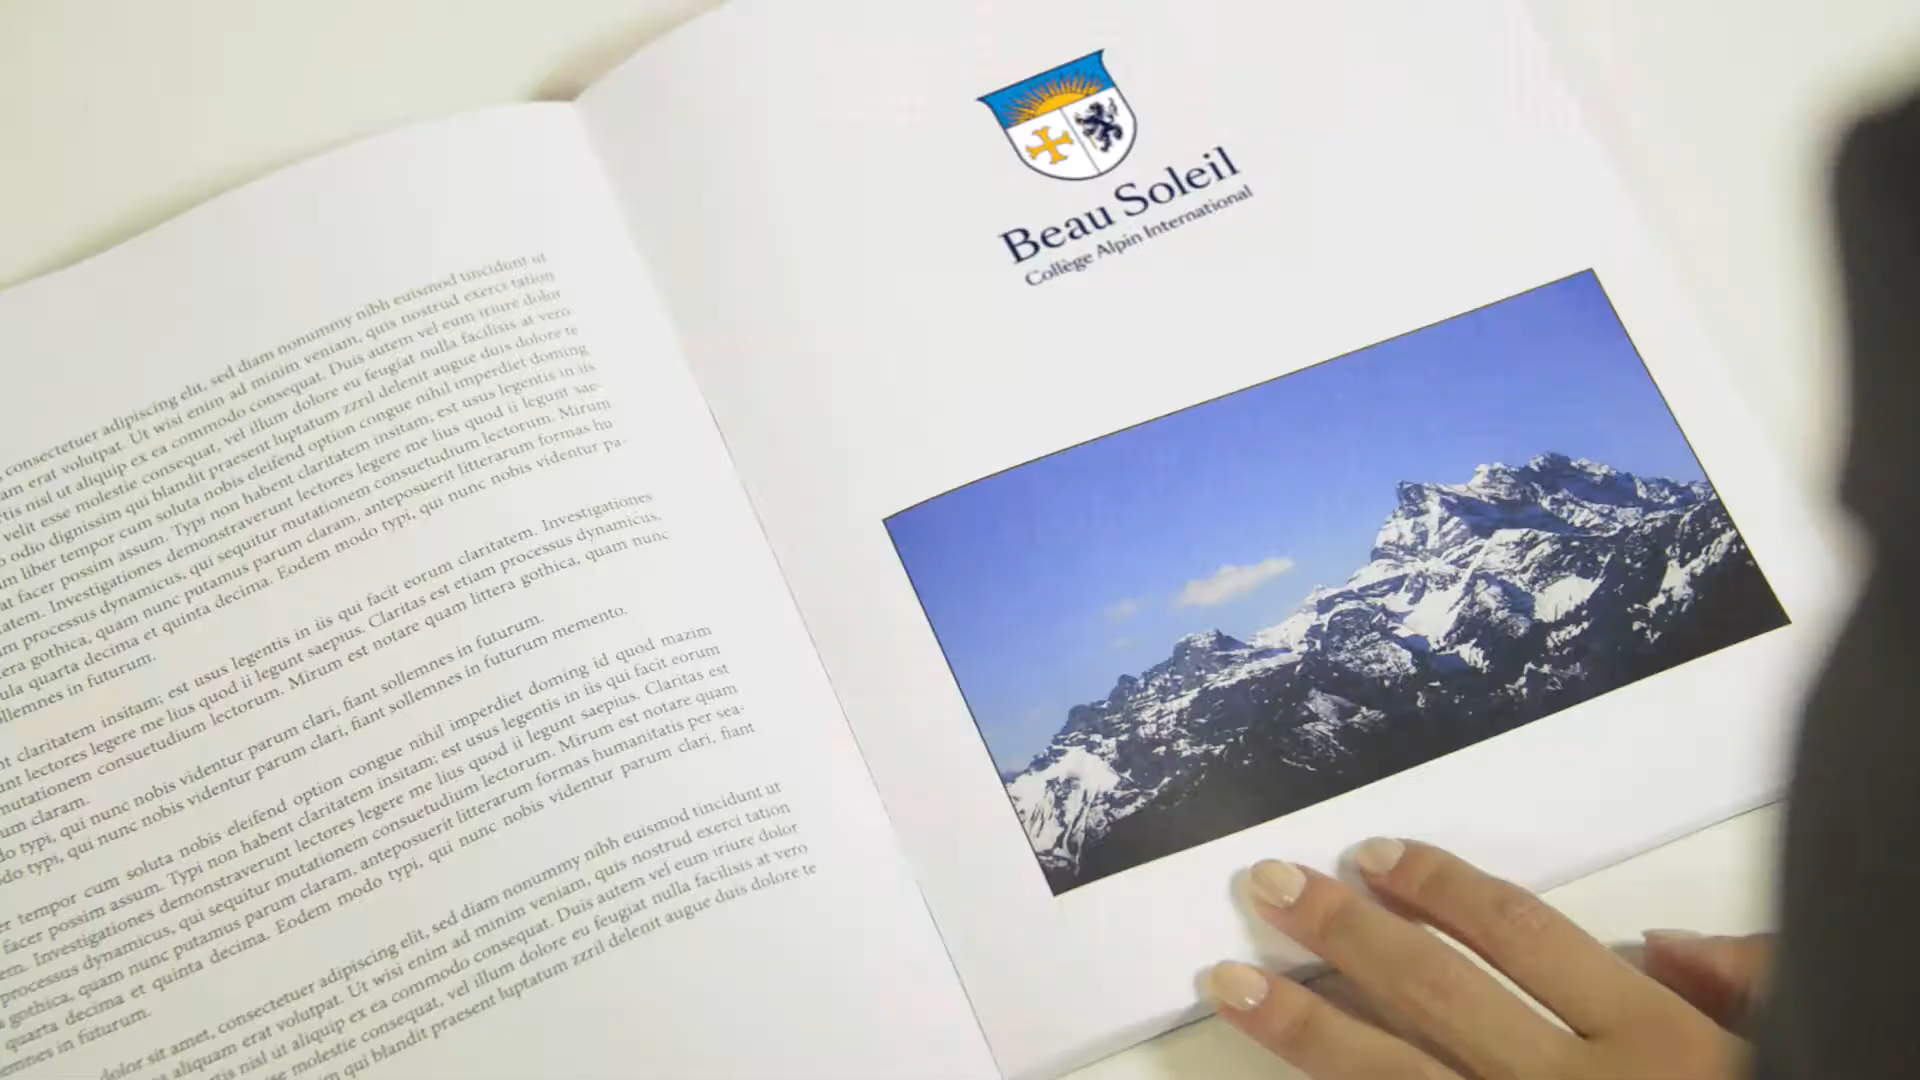 consectetuer adipiscing elit, sed diam nonummy nibh euismod tincidunt ut
erat volutpat. Ut wisi enim ad minim veniam, quis nostrud exerci tation
nisl ut aliquip ex ea commodo consequat. Duis autem vel eum iriure dolor
velit esse molestie consequat, vel illum dolore eu feugiat nulla facilisis at vero
odio dignissim qui blandit praesent luptatum zzril delenit augue duis dolore te
liber tempor cum soluta nobis eleifend option congue nihil imperdiet doming
facer possim assum. Typi non habent claritatem insitam; est usus legentis in iis
Investigationes demonstraverunt lectores legere me lius quod ii legunt sae-
processus dynamicus, qui sequitur mutationem consuetudium lectorum. Mirum
gothica, quam nunc putamus parum claram, anteposuerit litterarum formas hu
quarta decima et quinta decima. Eodem modo typi, qui nunc nobis videntur pa-
in futurum.
claritatem insitam; est usus legentis in iis qui facit eorum claritatem. Investigationes
lectores legere me lius quod ii legunt saepius. Claritas est etiam processus dynamicus,
mutationem consuetudium lectorum. Mirum est notare quam littera gothica, quam nunc
claram.
typi, qui nunc nobis videntur parum clari, fiant sollemnes in futurum.
typi, qui nunc nobis videntur parum clari, fiant sollemnes in futurum memento.
tempor cum soluta nobis eleifend option congue nihil imperdiet doming id quod mazim
facer possim assum. Typi non habent claritatem insitam; est usus legentis in iis qui facit eorum
Investigationes demonstraverunt lectores legere me lius quod ii legunt saepius. Claritas est
processus dynamicus, qui sequitur mutationem consuetudium lectorum. Mirum est notare quam
gothica, quam nunc putamus parum claram, anteposuerit litterarum formas humanitatis per sea-
quarta decima et quinta decima. Eodem modo typi, qui nunc nobis videntur parum clari, fiant
in futurum.
dolor sit amet, consectetuer adipiscing elit, sed diam nonummy nibh euismod tincidunt ut
aliquam erat volutpat. Ut wisi enim ad minim veniam, quis nostrud exerci tation
nisl ut aliquip ex ea commodo consequat. Duis autem vel eum iriure dolor
molestie consequat, vel illum dolore eu feugiat nulla facilisis at vero
qui blandit praesent luptatum zzril delenit augue duis dolore te
Beau Soleil
Collège Alpin International